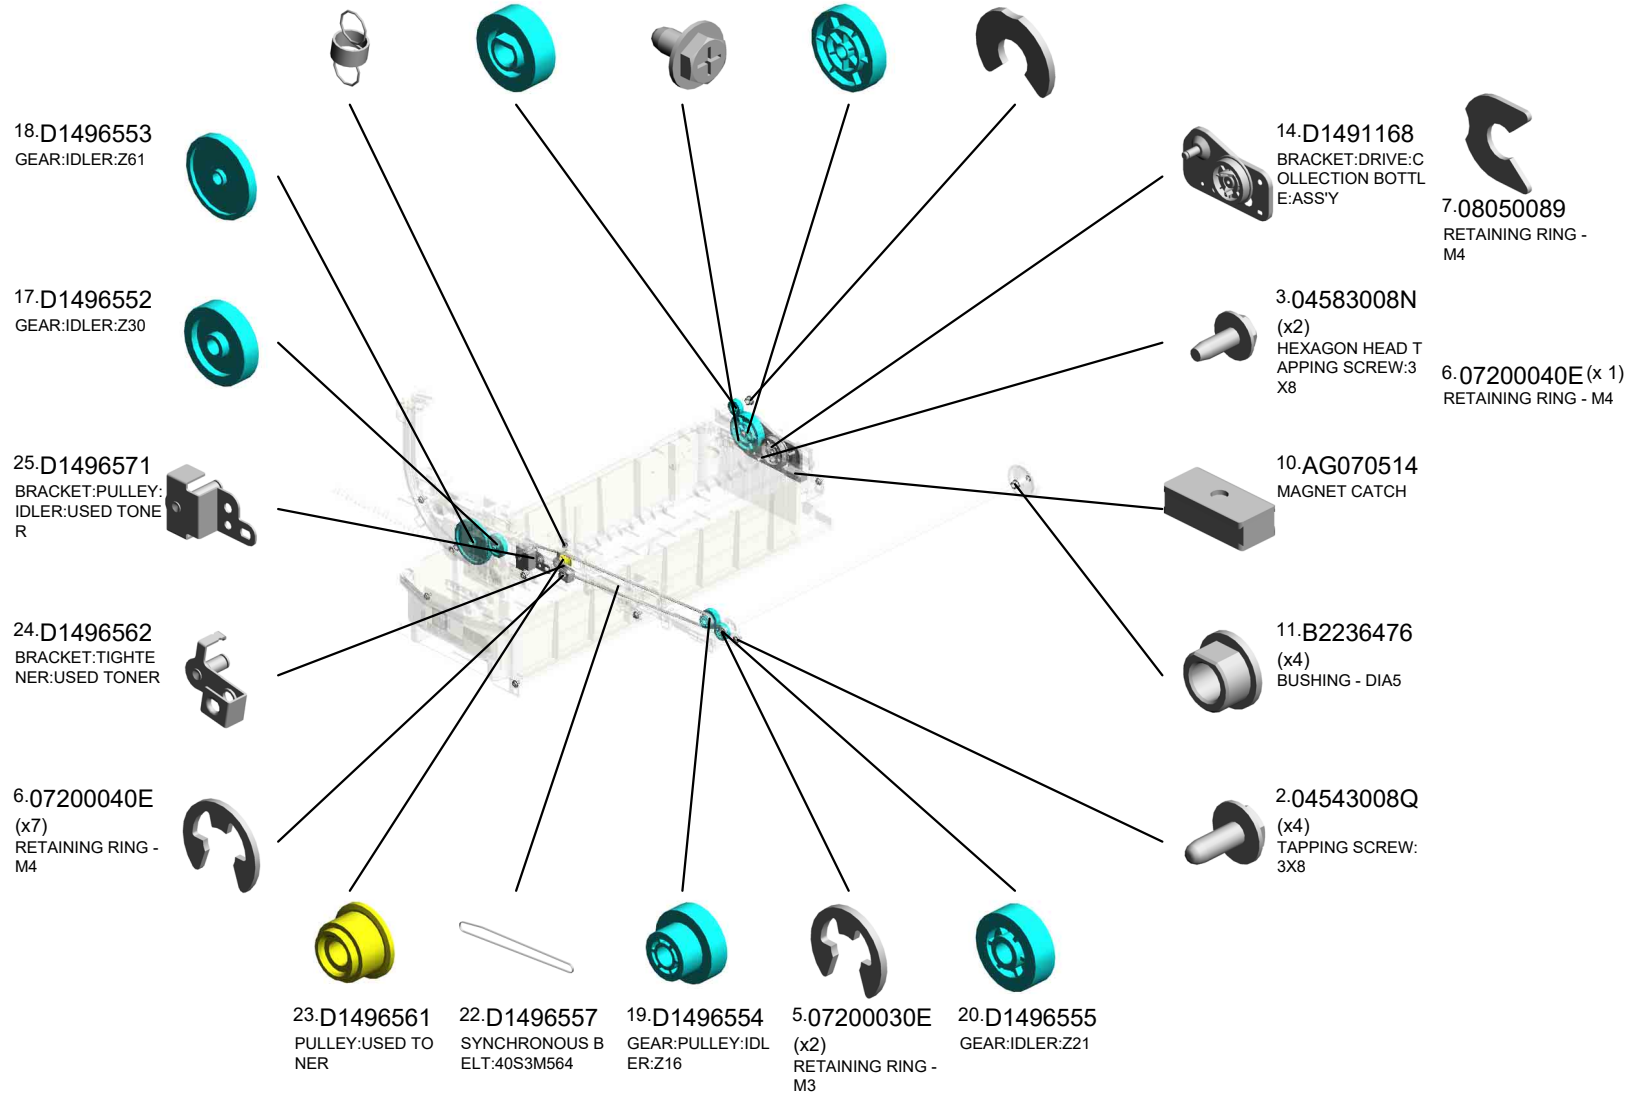 18.D1496553
GEAR:IDLER:Z61
17.D1496552
GEAR:IDLER:Z30
25.D1496571
BRACKET:PULLEY:
IDLER:USED TONE
R
24.D1496562
BRACKET:TIGHTE
NER:USED TONER
6.07200040E
(x7)
RETAINING RING -
M4
14.D1491168
BRACKET:DRIVE:C
OLLECTION BOTTL
E:ASS'Y
7.08050089
RETAINING RING -
M4
3.04583008N
(x2)
HEXAGON HEAD T
APPING SCREW:3
X8
6.07200040E (x 1)
RETAINING RING - M4
10.AG070514
MAGNET CATCH
11.B2236476
(x4)
BUSHING - DIA5
2.04543008Q
(x4)
TAPPING SCREW:
3X8
23.D1496561
PULLEY:USED TO
NER
22.D1496557
SYNCHRONOUS B
ELT:40S3M564
19.D1496554
GEAR:PULLEY:IDL
ER:Z16
5.07200030E
(x2)
RETAINING RING -
M3
20.D1496555
GEAR:IDLER:Z21